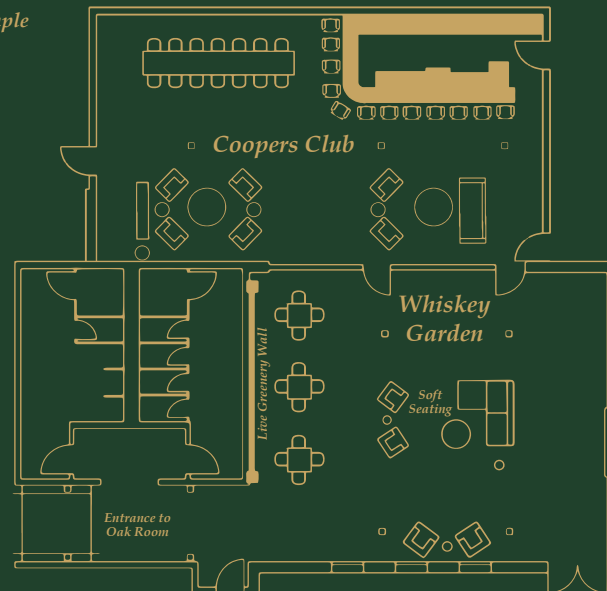 ple
Coopers Club
Whiskey
Garden
Live Greenery Wall
Soft
Seating
Entrance to
Oak Room